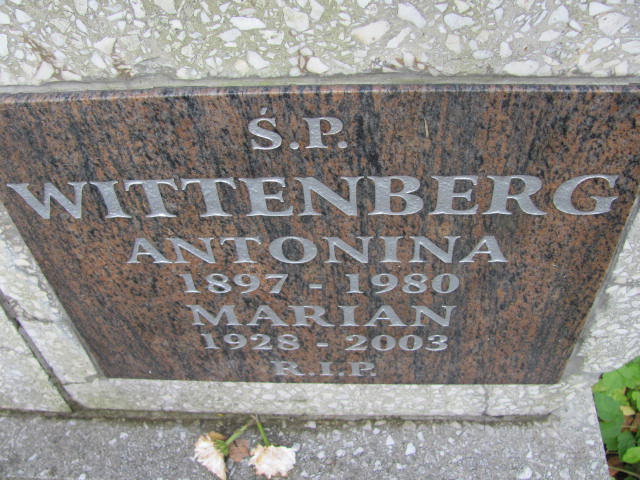 Ś.P.
WITTENBERG
ANTONINA
1897 - 1980
MARIAN
1928 - 2003
R.I.P.